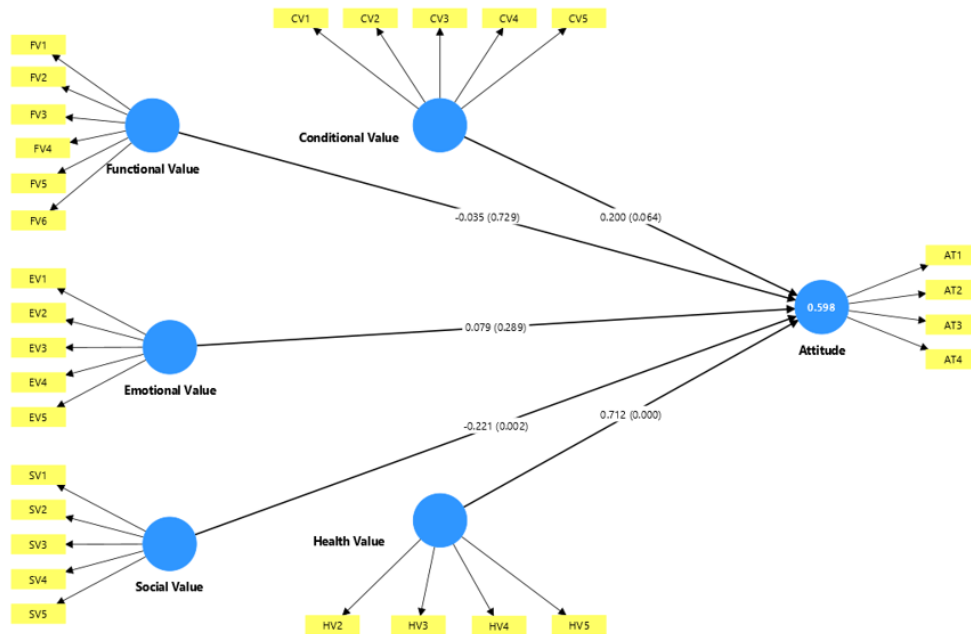 CV1 CV2 CV3 CV4 CV5
FV1
FV2
FV3
FV4
FV5
FV6
Functional Value
Conditional Value
-0.035 (0.729)
0.200 (0.064)
EV1
EV2
EV3
EV4
EV5
Emotional Value
0.079 (0.289)
0.598
Attitude
AT1
AT2
AT3
AT4
-0.221 (0.002)
0.712 (0.000)
SV1
SV2
SV3
SV4
SV5
Social Value
Health Value
HV2 HV3 HV4 HV5